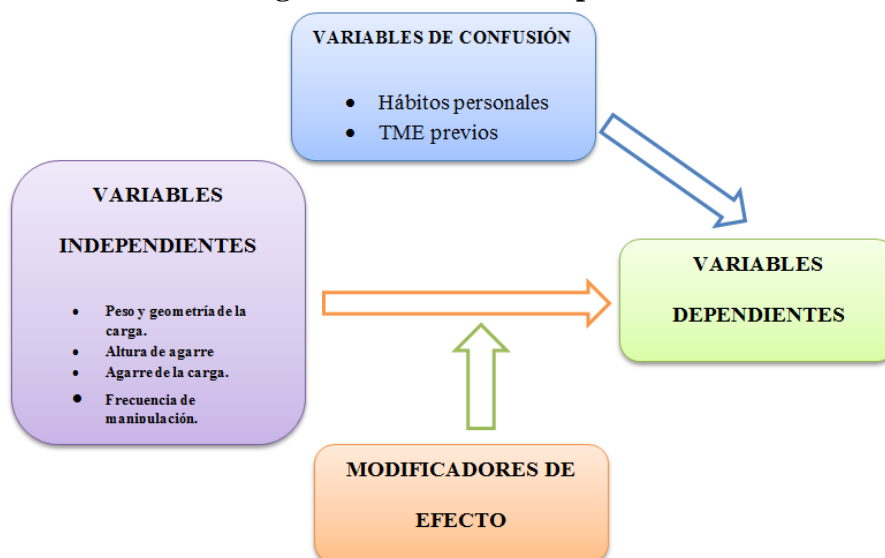 VARIABLES DE CONFUSIÓN
• Hábitos personales
• TME previos
VARIABLES
INDEPENDIENTES
• Peso y geometría de la
carga.
• Altura de agarre
• Agarre de la carga.
• Frecuencia de
manipulación.
VARIABLES
DEPENDIENTES
MODIFICADORES DE
EFECTO